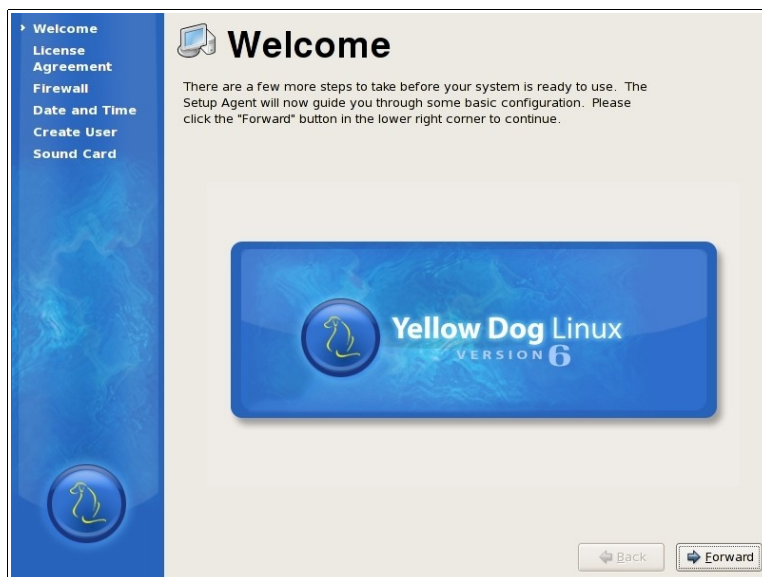 Welcome
License
Agreement
Firewall
Date and Time
Create User
Sound Card
Welcome
There are a few more steps to take before your system is ready to use.  The
Setup Agent will now guide you through some basic configuration.  Please
click the "Forward" button in the lower right corner to continue.
Yellow Dog Linux
VERSION 6
Back
Forward